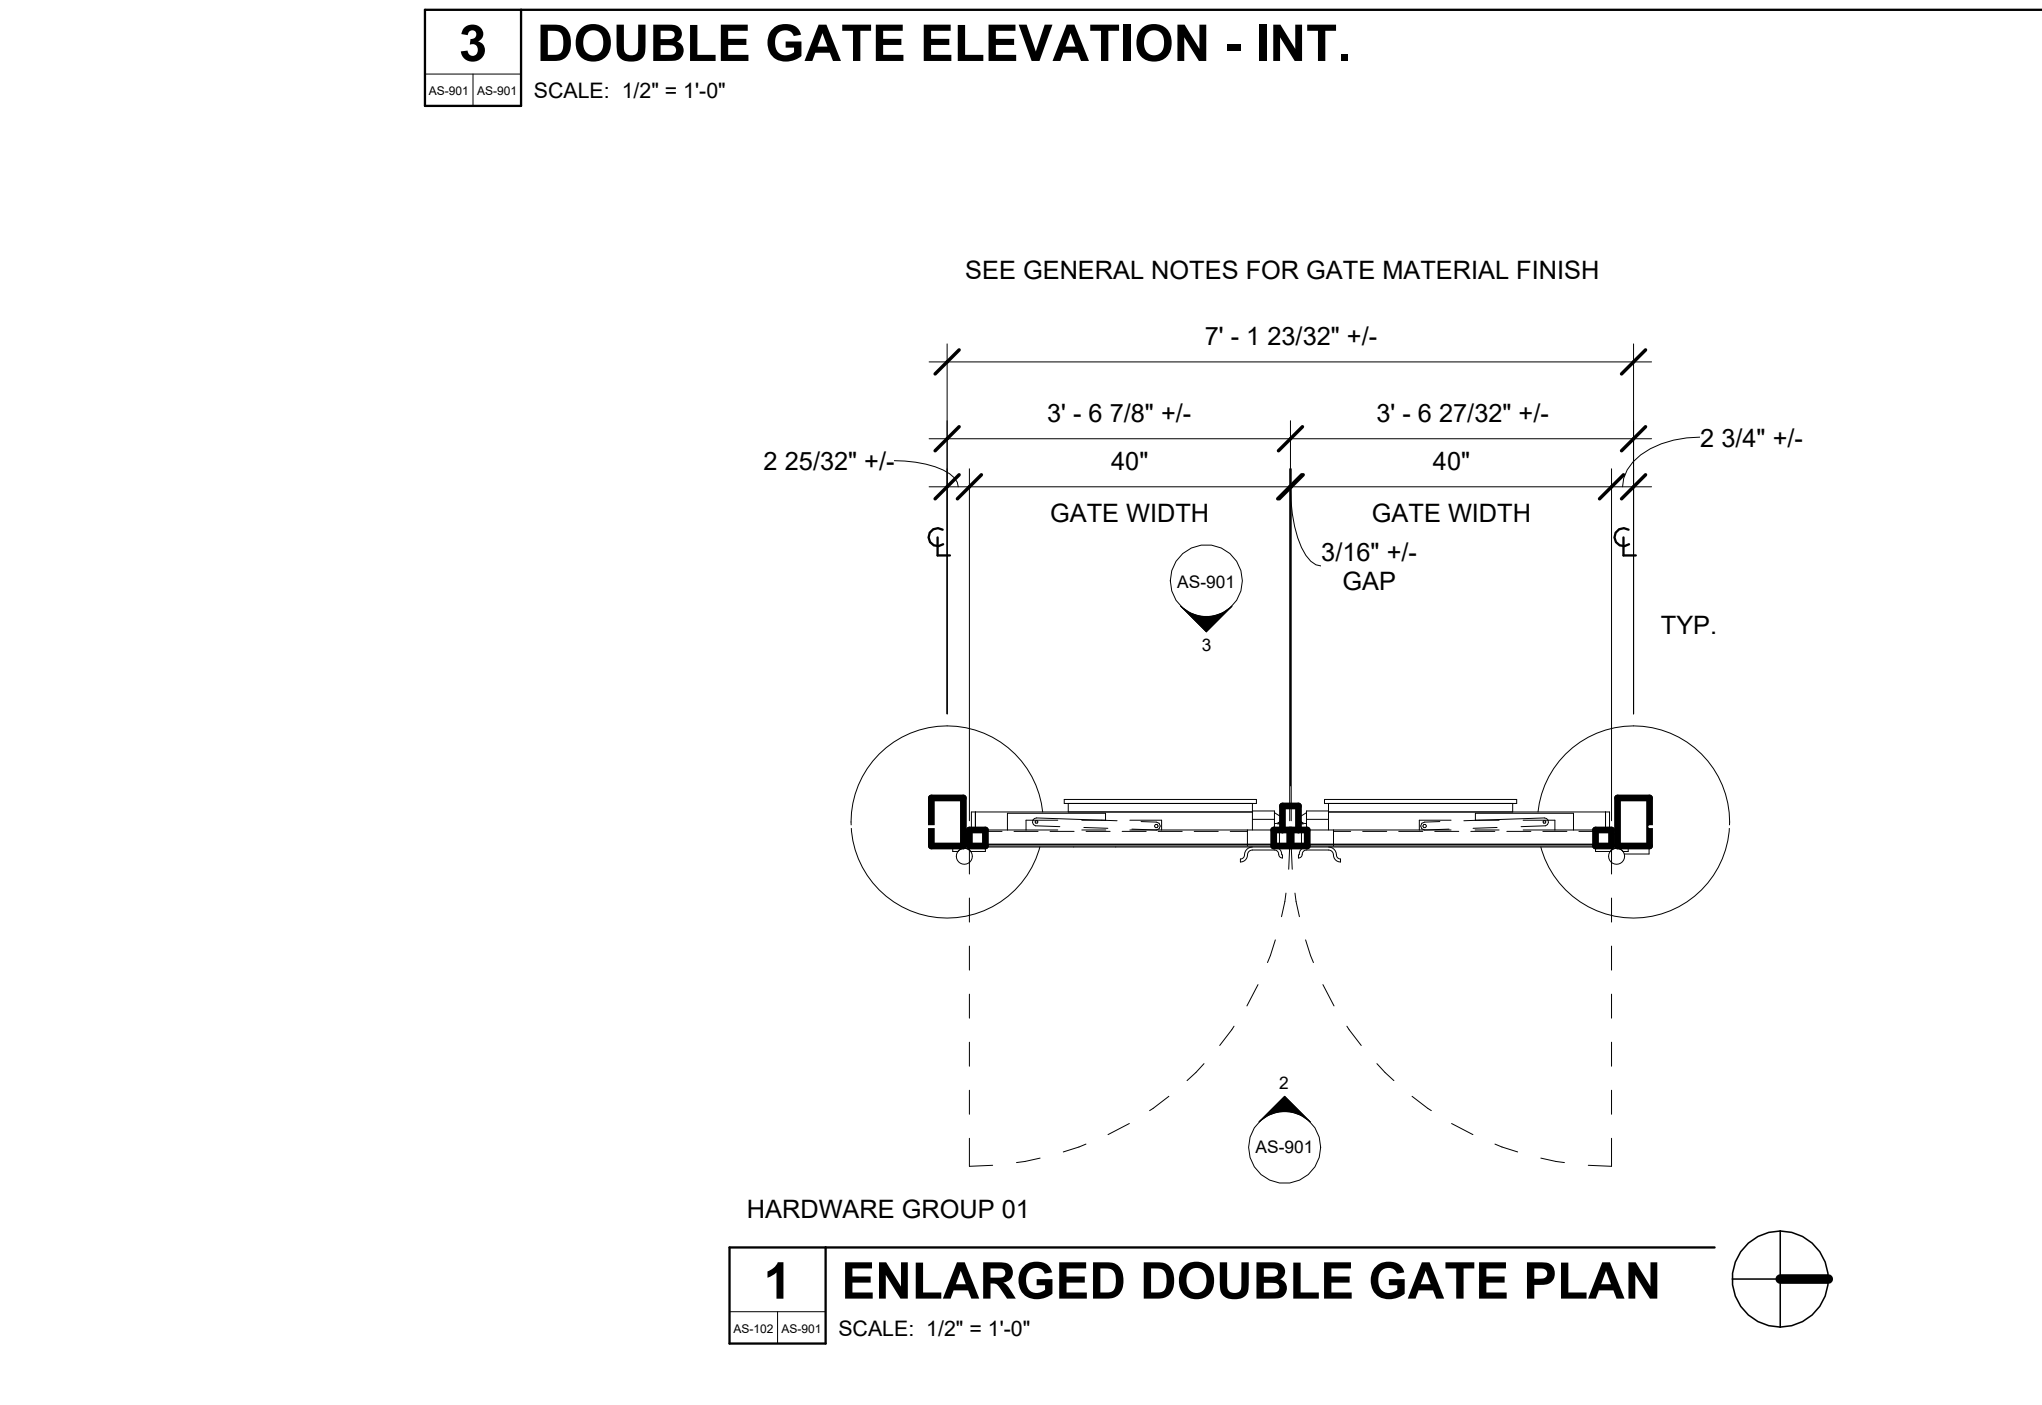 3
DOUBLE GATE ELEVATION - INT.
AS-901 AS-901
SCALE: 1/2" = 1'-0"
SEE GENERAL NOTES FOR GATE MATERIAL FINISH
7' - 1 23/32" +/-
3' - 6 7/8" +/-
3' - 6 27/32" +/-
2 25/32" +/-
40"
40"
2 3/4" +/-
GATE WIDTH
GATE WIDTH
℄
℄
3/16" +/-
GAP
AS-901
3
TYP.
2
AS-901
HARDWARE GROUP 01
1
ENLARGED DOUBLE GATE PLAN
AS-102 AS-901
SCALE: 1/2" = 1'-0"